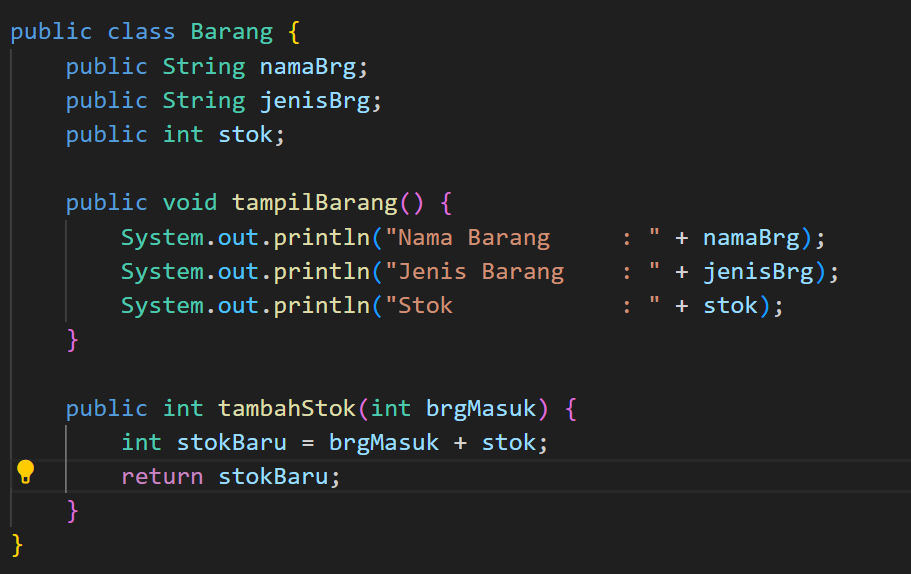 public class Barang {
    public String namaBrg;
    public String jenisBrg;
    public int stok;

    public void tampilBarang() {
        System.out.println("Nama Barang     : " + namaBrg);
        System.out.println("Jenis Barang    : " + jenisBrg);
        System.out.println("Stok            : " + stok);
    }

    public int tambahStok(int brgMasuk) {
        int stokBaru = brgMasuk + stok;
        return stokBaru;
    }
}